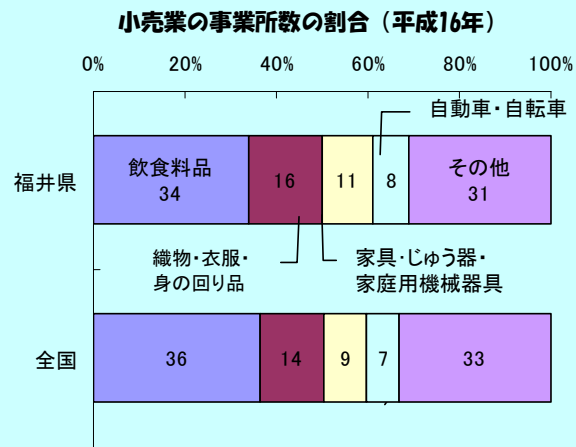 小売業の事業所数の割合（平成16年）
0% 20% 40% 60% 80% 100%
自動車・自転車
福井県
飲食料品
34
16
11
8
その他
31
織物・衣服・
身の回り品
家具・じゅう器・
家庭用機械器具
全国
36
14
9
7
33